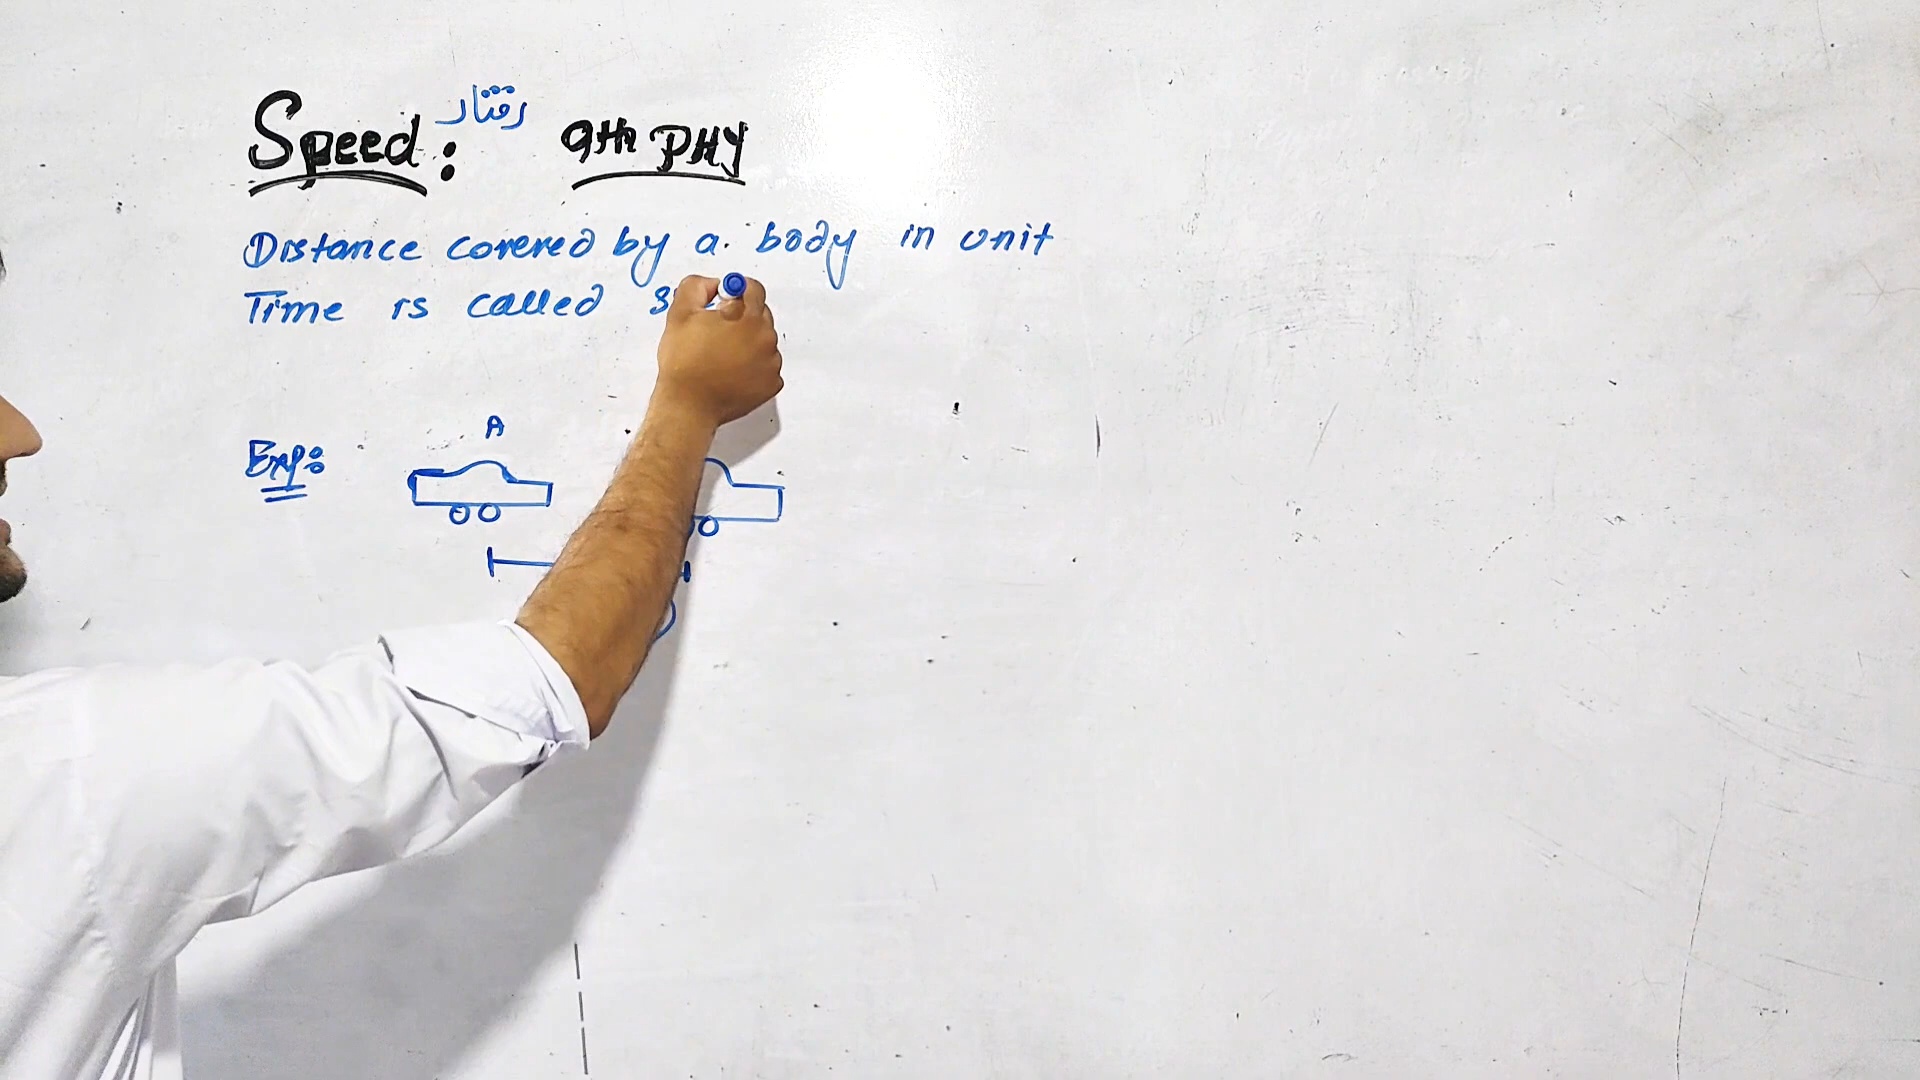 Speed: رفتار 9th PHY
Distance covered by a body in unit
Time is called
Exp:
A